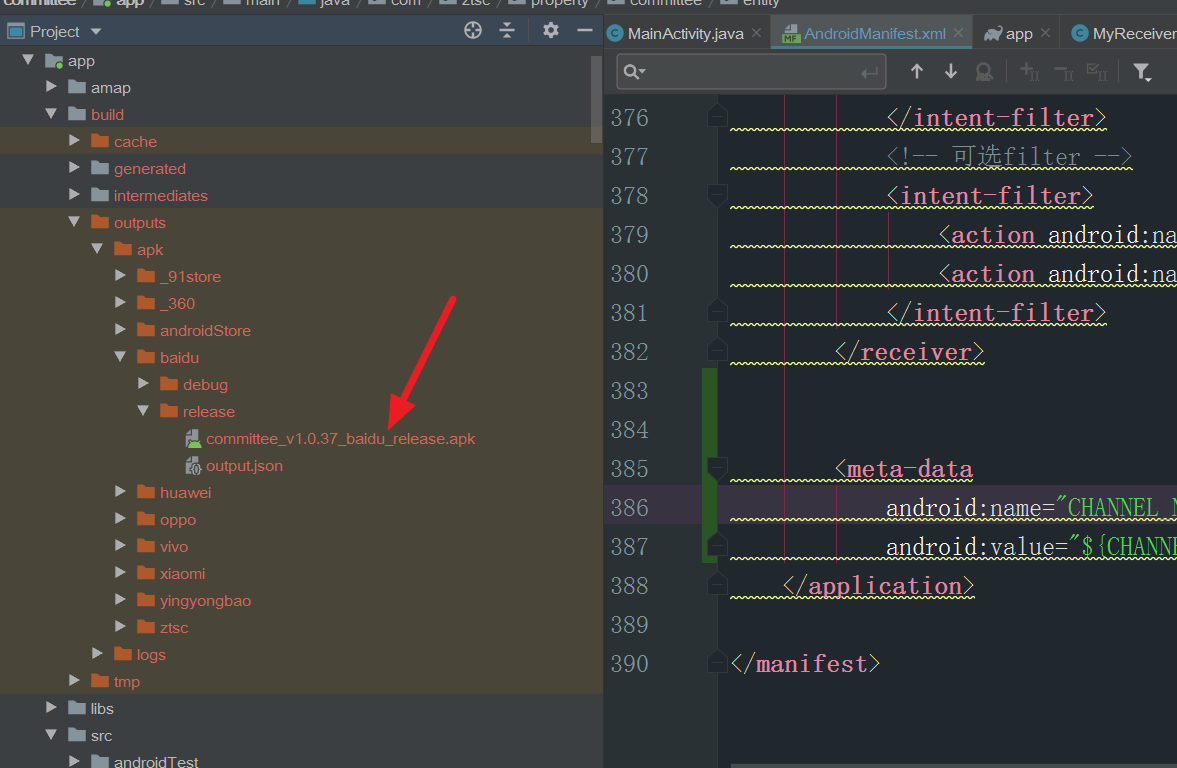 committee app src main java com ztsc property committee entity
Project
MainActivity.java AndroidManifest.xml app MyReceiver
app
amap
build
cache
generated
intermediates
outputs
apk
_91store
_360
androidStore
baidu
debug
release
committee_v1.0.37_baidu_release.apk
output.json
huawei
oppo
vivo
xiaomi
yingyongbao
ztsc
logs
tmp
libs
src
androidTest
376 </intent-filter>
377 <!-- 可选filter -->
378 <intent-filter>
379 <action android:na
380 <action android:na
381 </intent-filter>
382 </receiver>
383
384
385 <meta-data
386 android:name="CHANNEL_N
387 android:value="${CHANNE
388 </application>
389
390 </manifest>